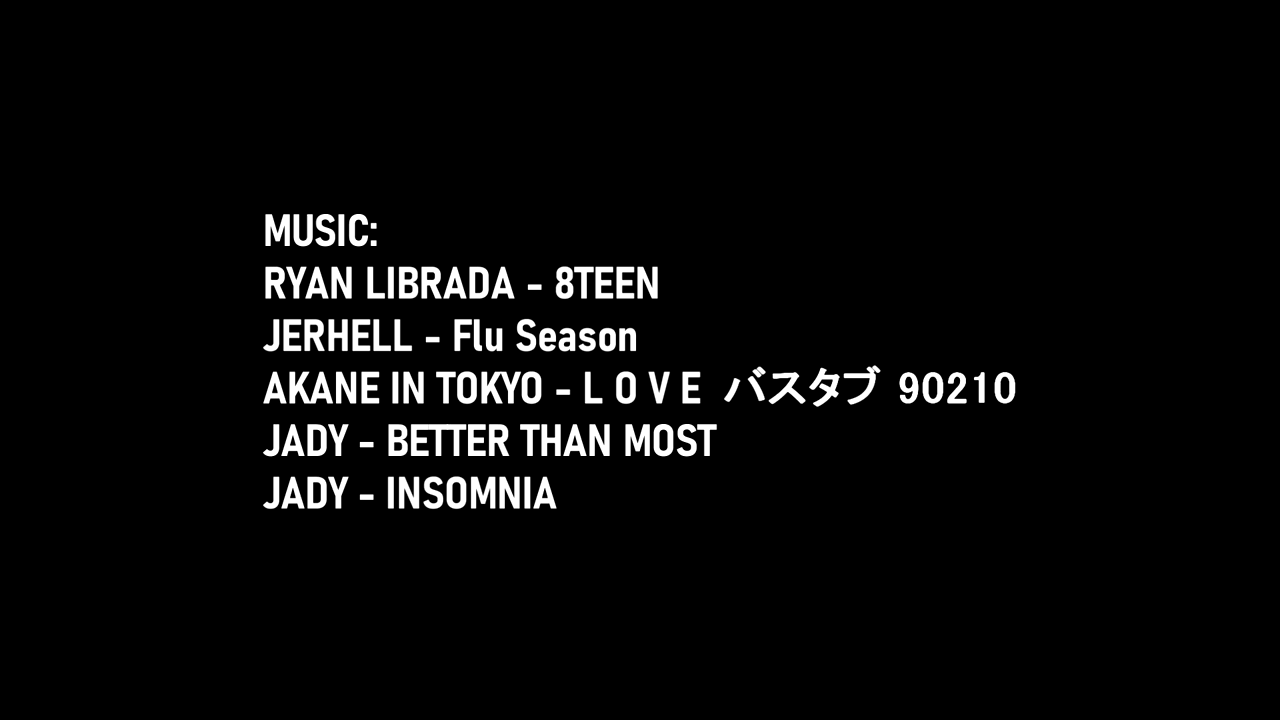 MUSIC:
RYAN LIBRADA - 8TEEN
JERHELL - Flu Season
AKANE IN TOKYO - L O V E バスタブ 90210
JADY - BETTER THAN MOST
JADY - INSOMNIA